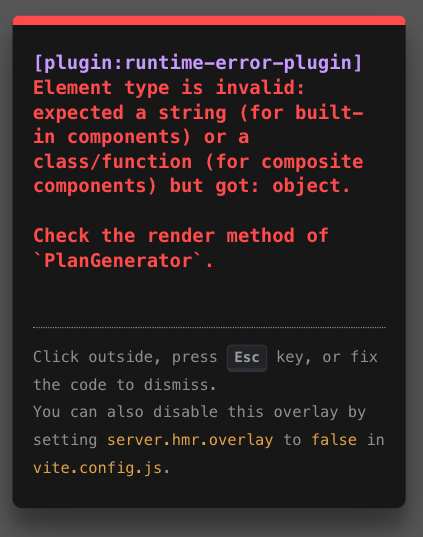 [plugin:runtime-error-plugin]
Element type is invalid:
expected a string (for built-
in components) or a
class/function (for composite
components) but got: object.
Check the render method of
`PlanGenerator`.
Click outside, press Esc key, or fix
the code to dismiss.
You can also disable this overlay by
setting server.hmr.overlay to false in
vite.config.js.